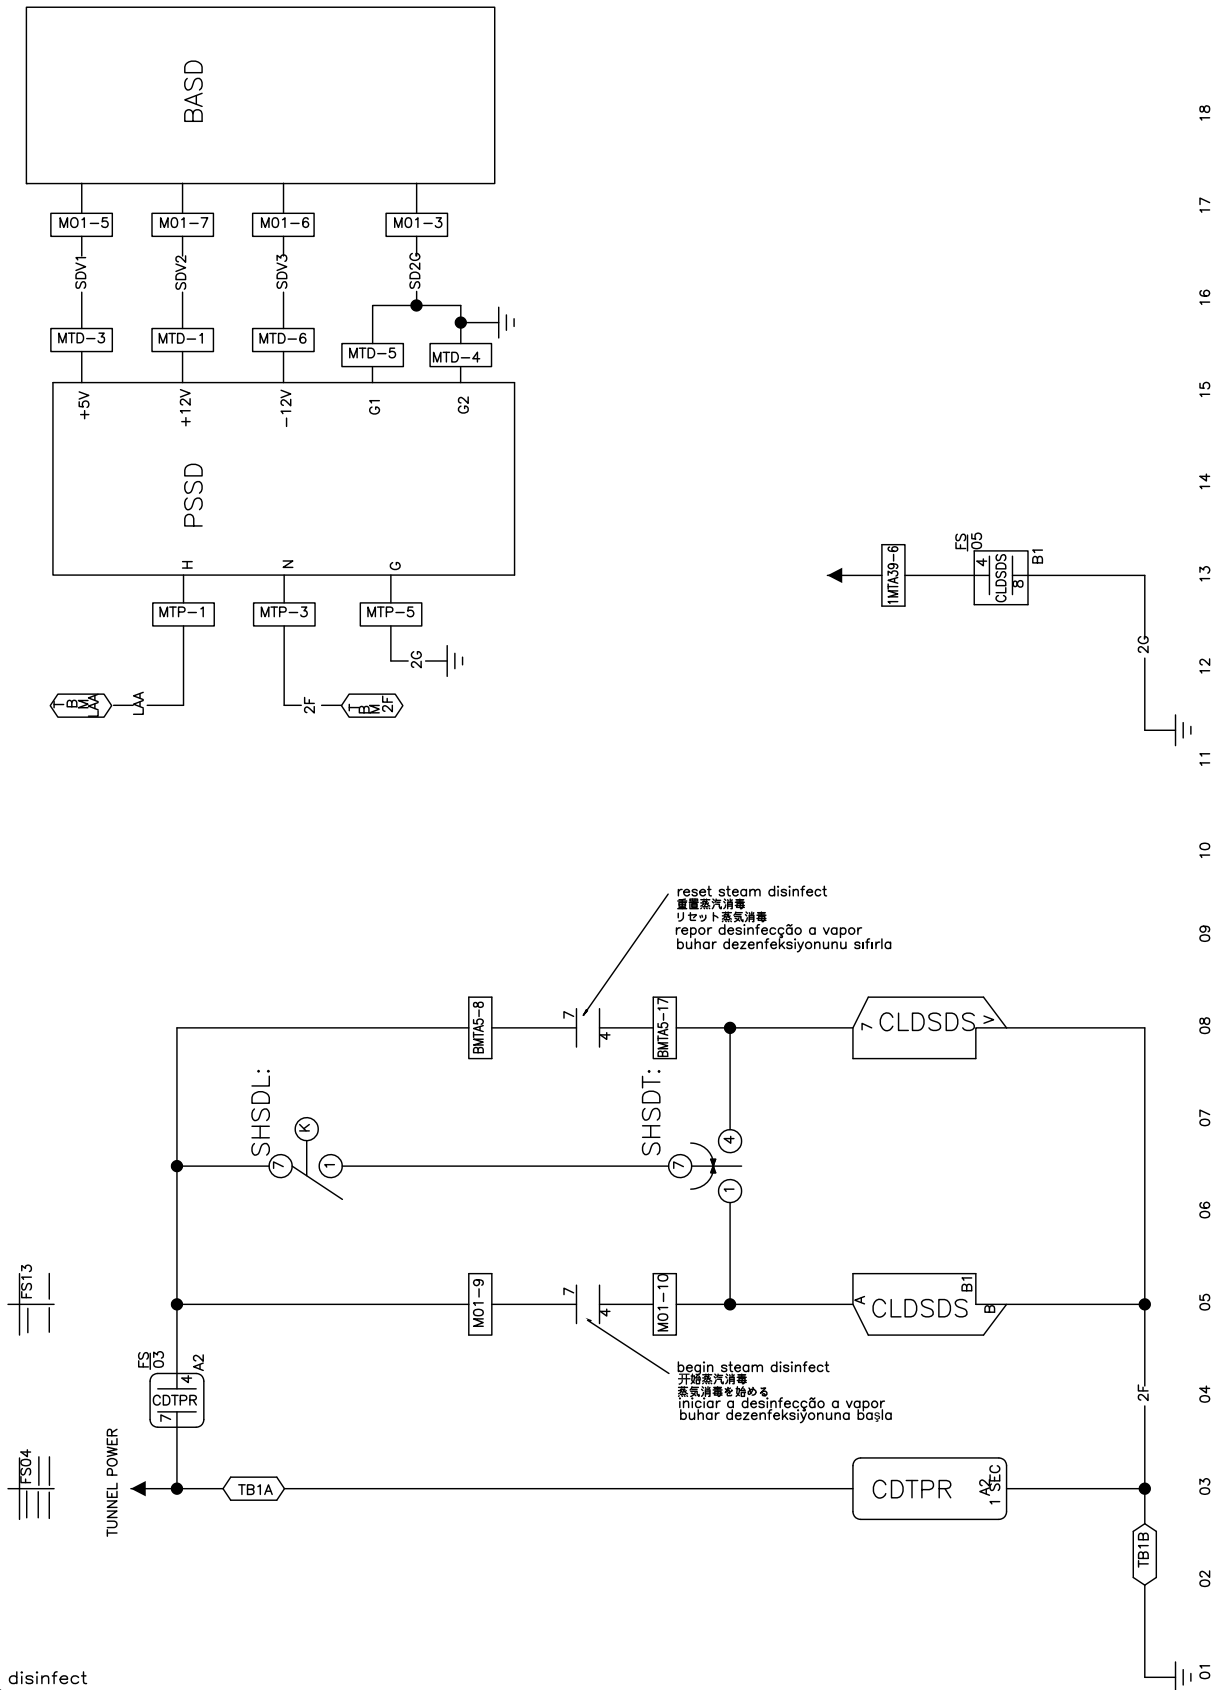 BASD
18
17
M01-5
M01-7
M01-6
M01-3
SDV1
SDV2
SDV3
SD2G
16
MTD-3
MTD-1
MTD-6
MTD-5
MTD-4
15
+5V
+12V
-12V
G1
G2
PSSD
14
H
N
G
13
1MTA39-6
FS
05
4
CLDSDS
8
B1
MTP-1
MTP-3
MTP-5
2G
2G
12
TBM
LAA
LAA
2F
TBM
2F
11
10
reset steam disinfect
重置蒸汽消毒
リセット蒸気消毒
repor desinfecção a vapor
buhar dezenfeksiyonunu sıfırla
09
BMTA5-8
7
4
BMTA5-17
7
CLDSDS
V
08
SHSDL:
SHSDT:
07
K
7
1
7
4
1
06
FS13
M01-9
7
4
M01-10
A
CLDSDS
B1
B
05
FS
03
4
CDTPR
7
A2
begin steam disinfect
开始蒸汽消毒
蒸気消毒を始める
iniciar a desinfecção a vapor
buhar dezenfeksiyonuna başla
2F
04
FS04
TUNNEL POWER
TB1A
CDTPR
A2
1 SEC
03
TB1B
02
disinfect
01